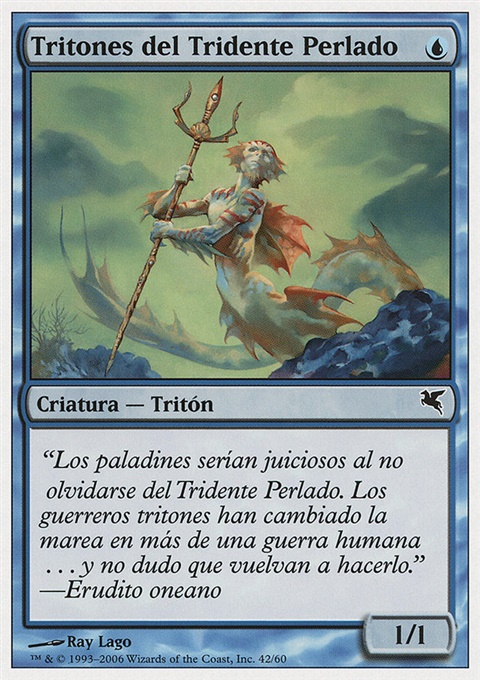 Tritones del Tridente Perlado
Criatura — Tritón
“Los paladines serían juiciosos al no
olvidarse del Tridente Perlado. Los
guerreros tritones han cambiado la
marea en más de una guerra humana
. . . y no dudo que vuelvan a hacerlo.”
—Erudito oneano
1/1
Ray Lago
™ & © 1993–2006 Wizards of the Coast, Inc. 42/60